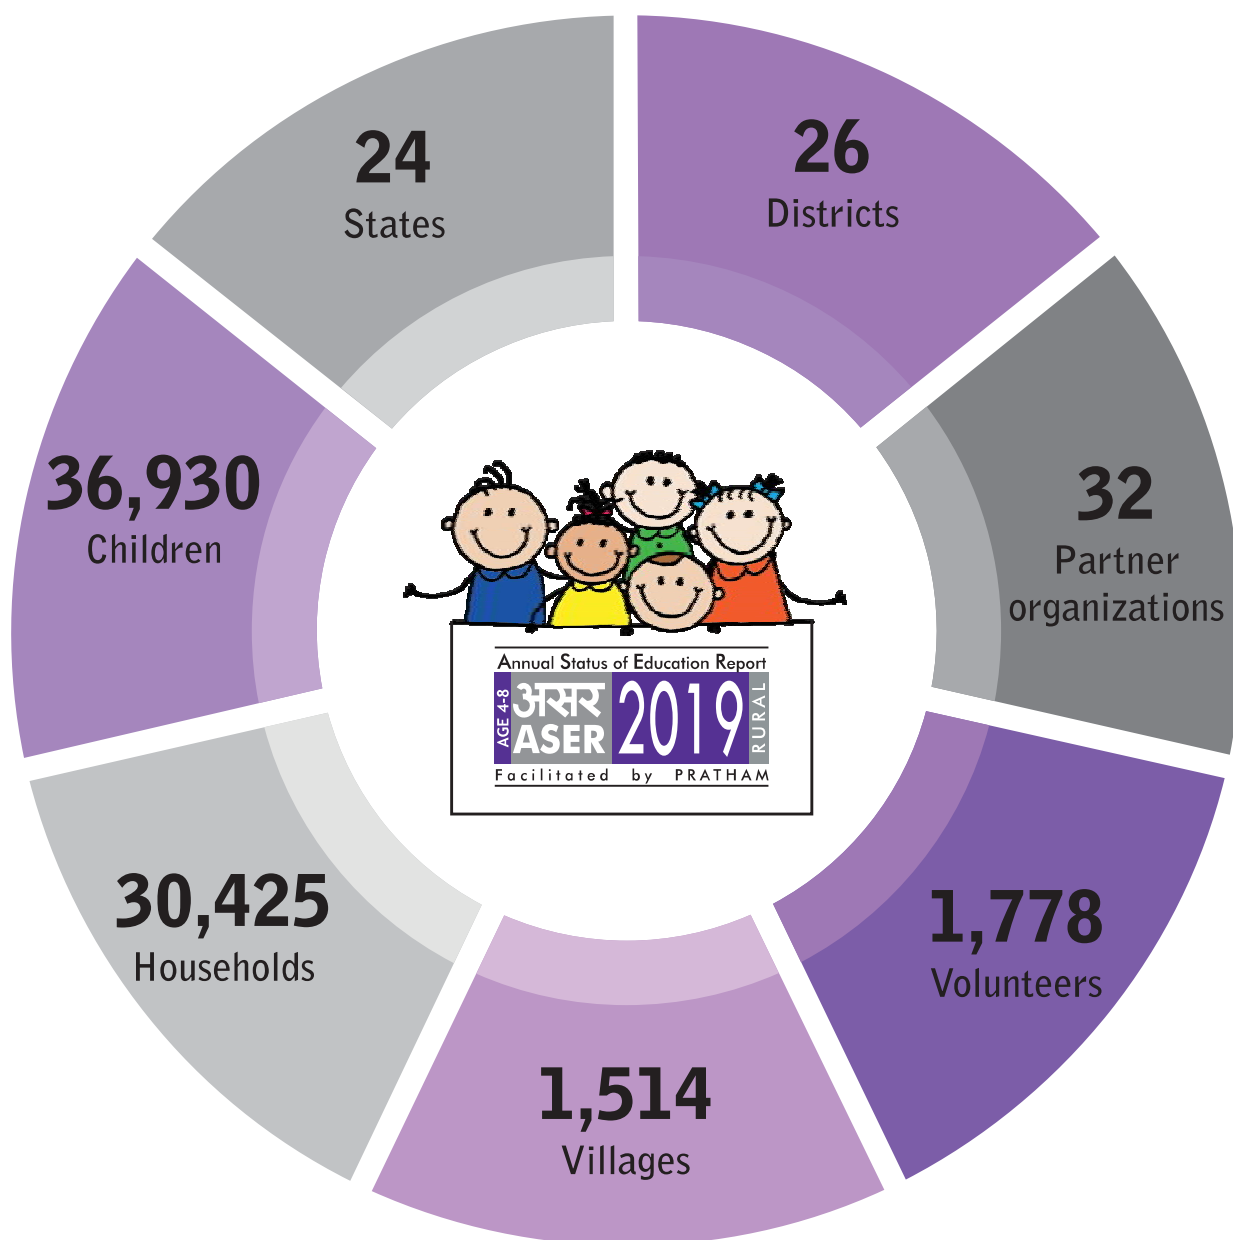 24
States
26
Districts
32
Partner
organizations
1,778
Volunteers
1,514
Villages
30,425
Households
36,930
Children
Annual Status of Education Report
AGE 4-8
असर
ASER
2019
RURAL
Facilitated by PRATHAM